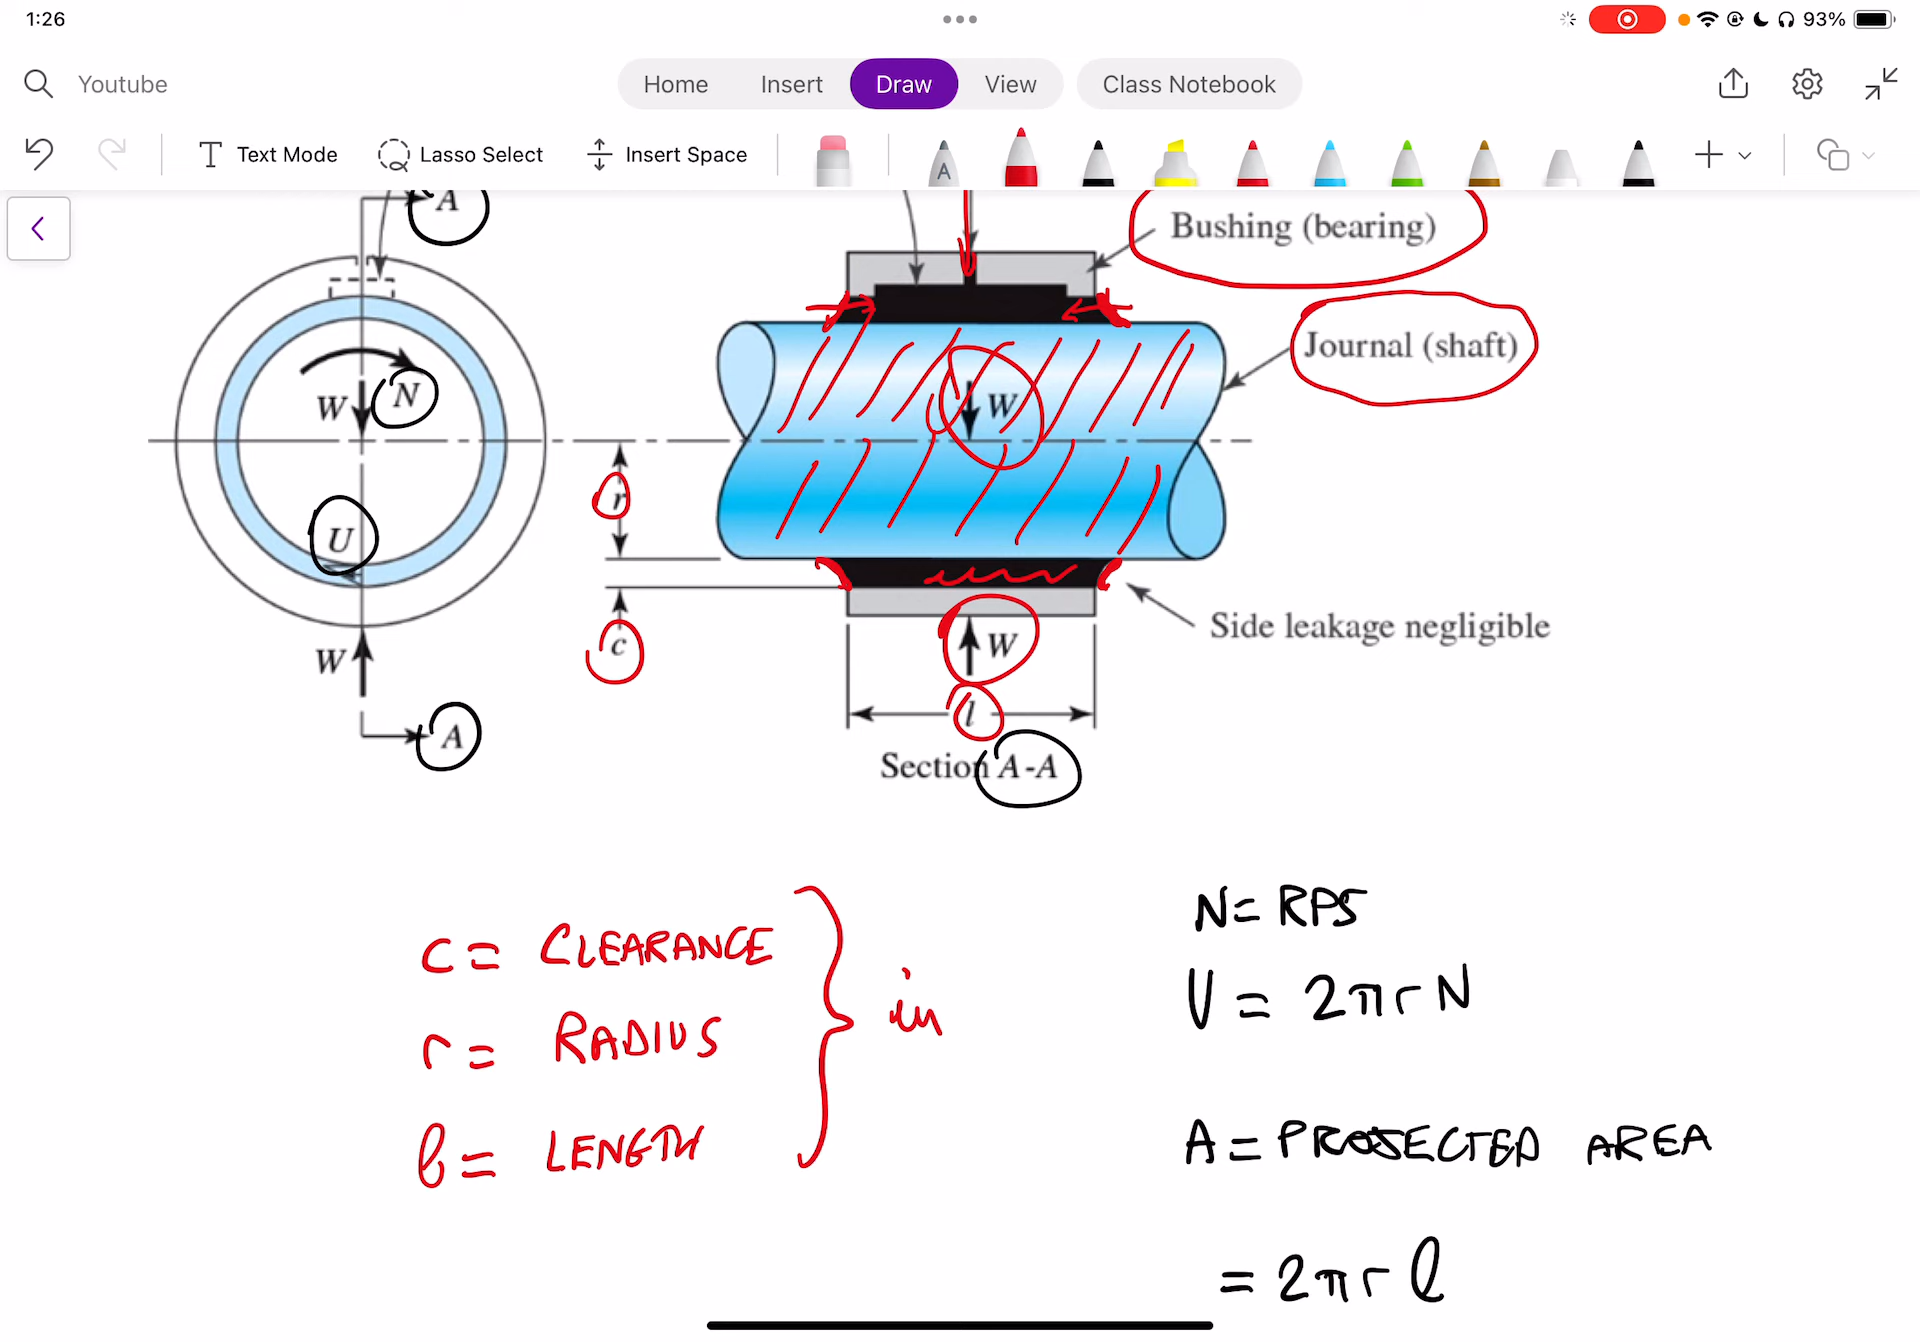 1:26
93%
Youtube
Home Insert Draw View Class Notebook
Text Mode Lasso Select Insert Space
A
A
Bushing (bearing)
Journal (shaft)
W N
W
r
U
Side leakage negligible
c
W
W
l
A
Section A-A
C = CLEARANCE
r = RADIUS
l = LENGTH
in
N = RPS
U = 2πrN
A = PROJECTED AREA
= 2πrl